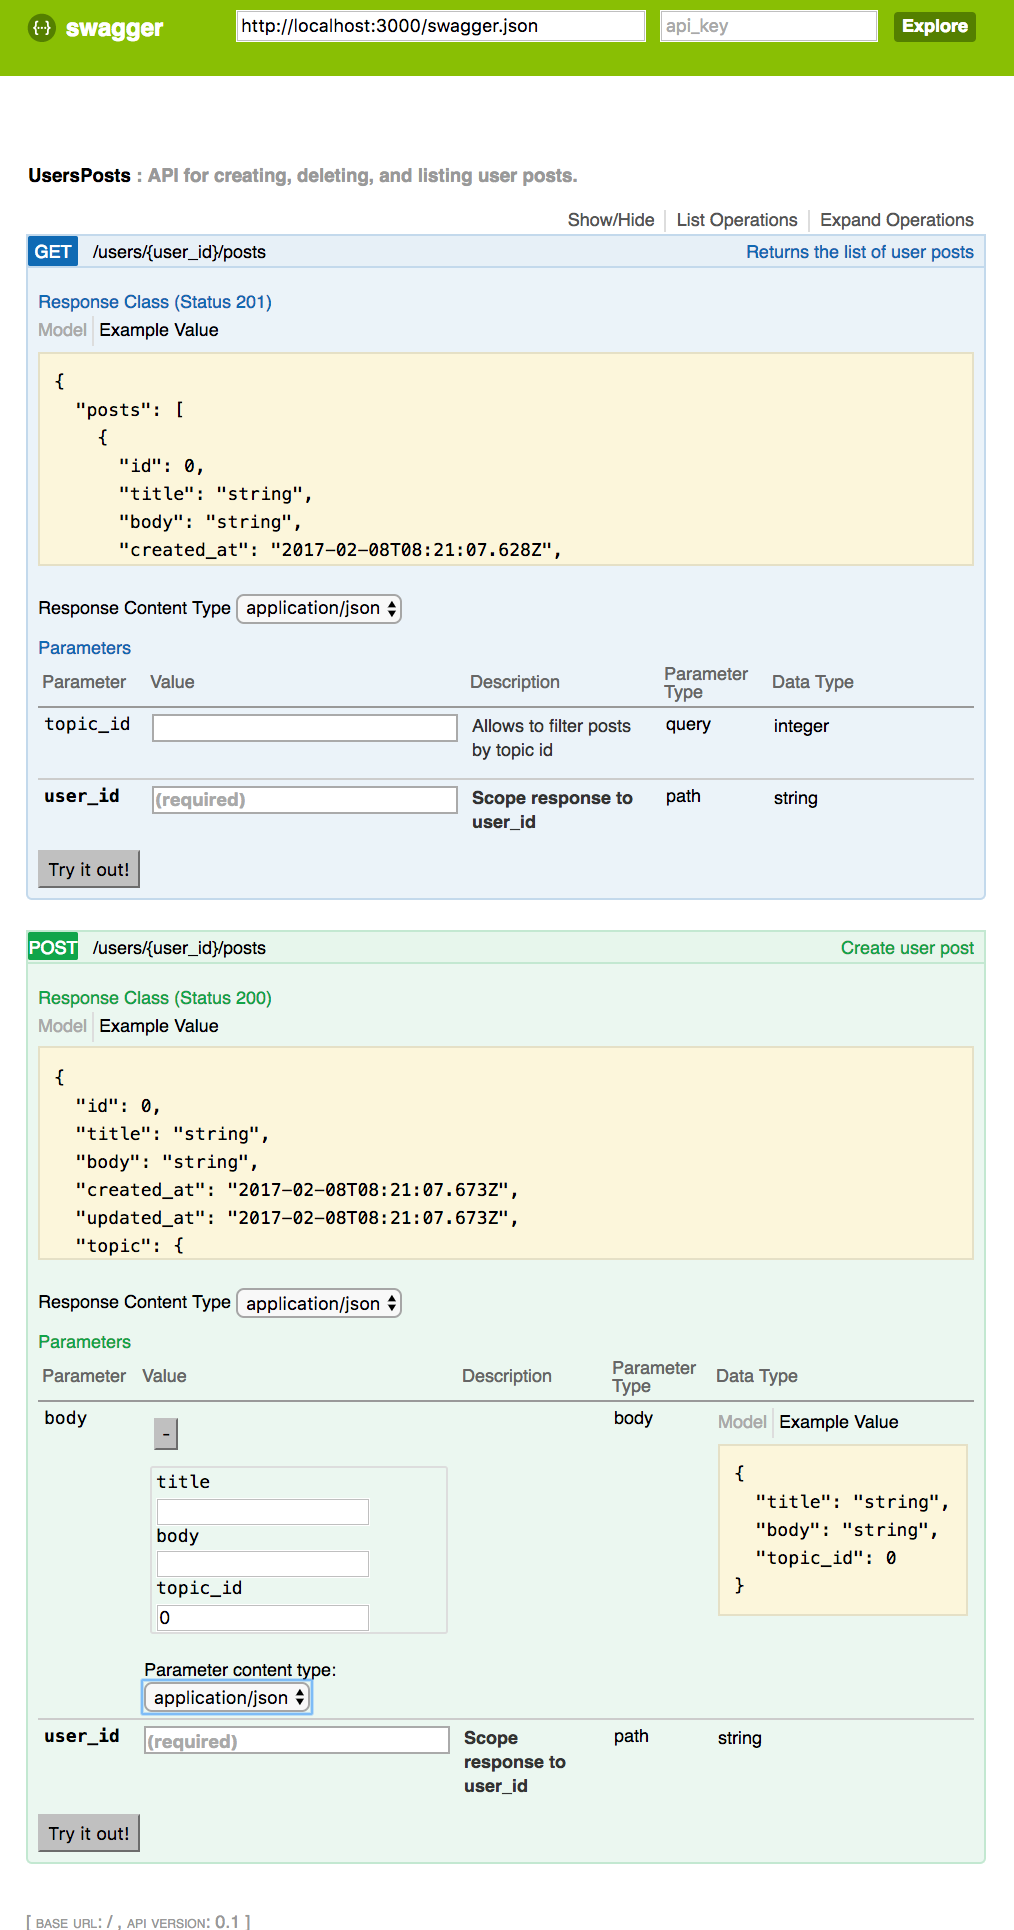 {···} swagger http://localhost:3000/swagger.json api_key Explore
UsersPosts : API for creating, deleting, and listing user posts.
Show/Hide List Operations Expand Operations
GET /users/{user_id}/posts Returns the list of user posts
Response Class (Status 201)
Model Example Value
{
"posts": [
{
"id": 0,
"title": "string",
"body": "string",
"created_at": "2017-02-08T08:21:07.628Z",
Response Content Type application/json
Parameters
Parameter Value Description Parameter Type Data Type
topic_id Allows to filter posts query integer
by topic id
user_id (required) Scope response to path string
user_id
Try it out!
POST /users/{user_id}/posts Create user post
Response Class (Status 200)
Model Example Value
{
"id": 0,
"title": "string",
"body": "string",
"created_at": "2017-02-08T08:21:07.673Z",
"updated_at": "2017-02-08T08:21:07.673Z",
"topic": {
Response Content Type application/json
Parameters
Parameter Value Description Parameter Type Data Type
body - body Model Example Value
title
body
topic_id
0
{
"title": "string",
"body": "string",
"topic_id": 0
}
Parameter content type:
application/json
user_id (required) Scope path string
response to
user_id
Try it out!
[ BASE URL: / , API VERSION: 0.1 ]